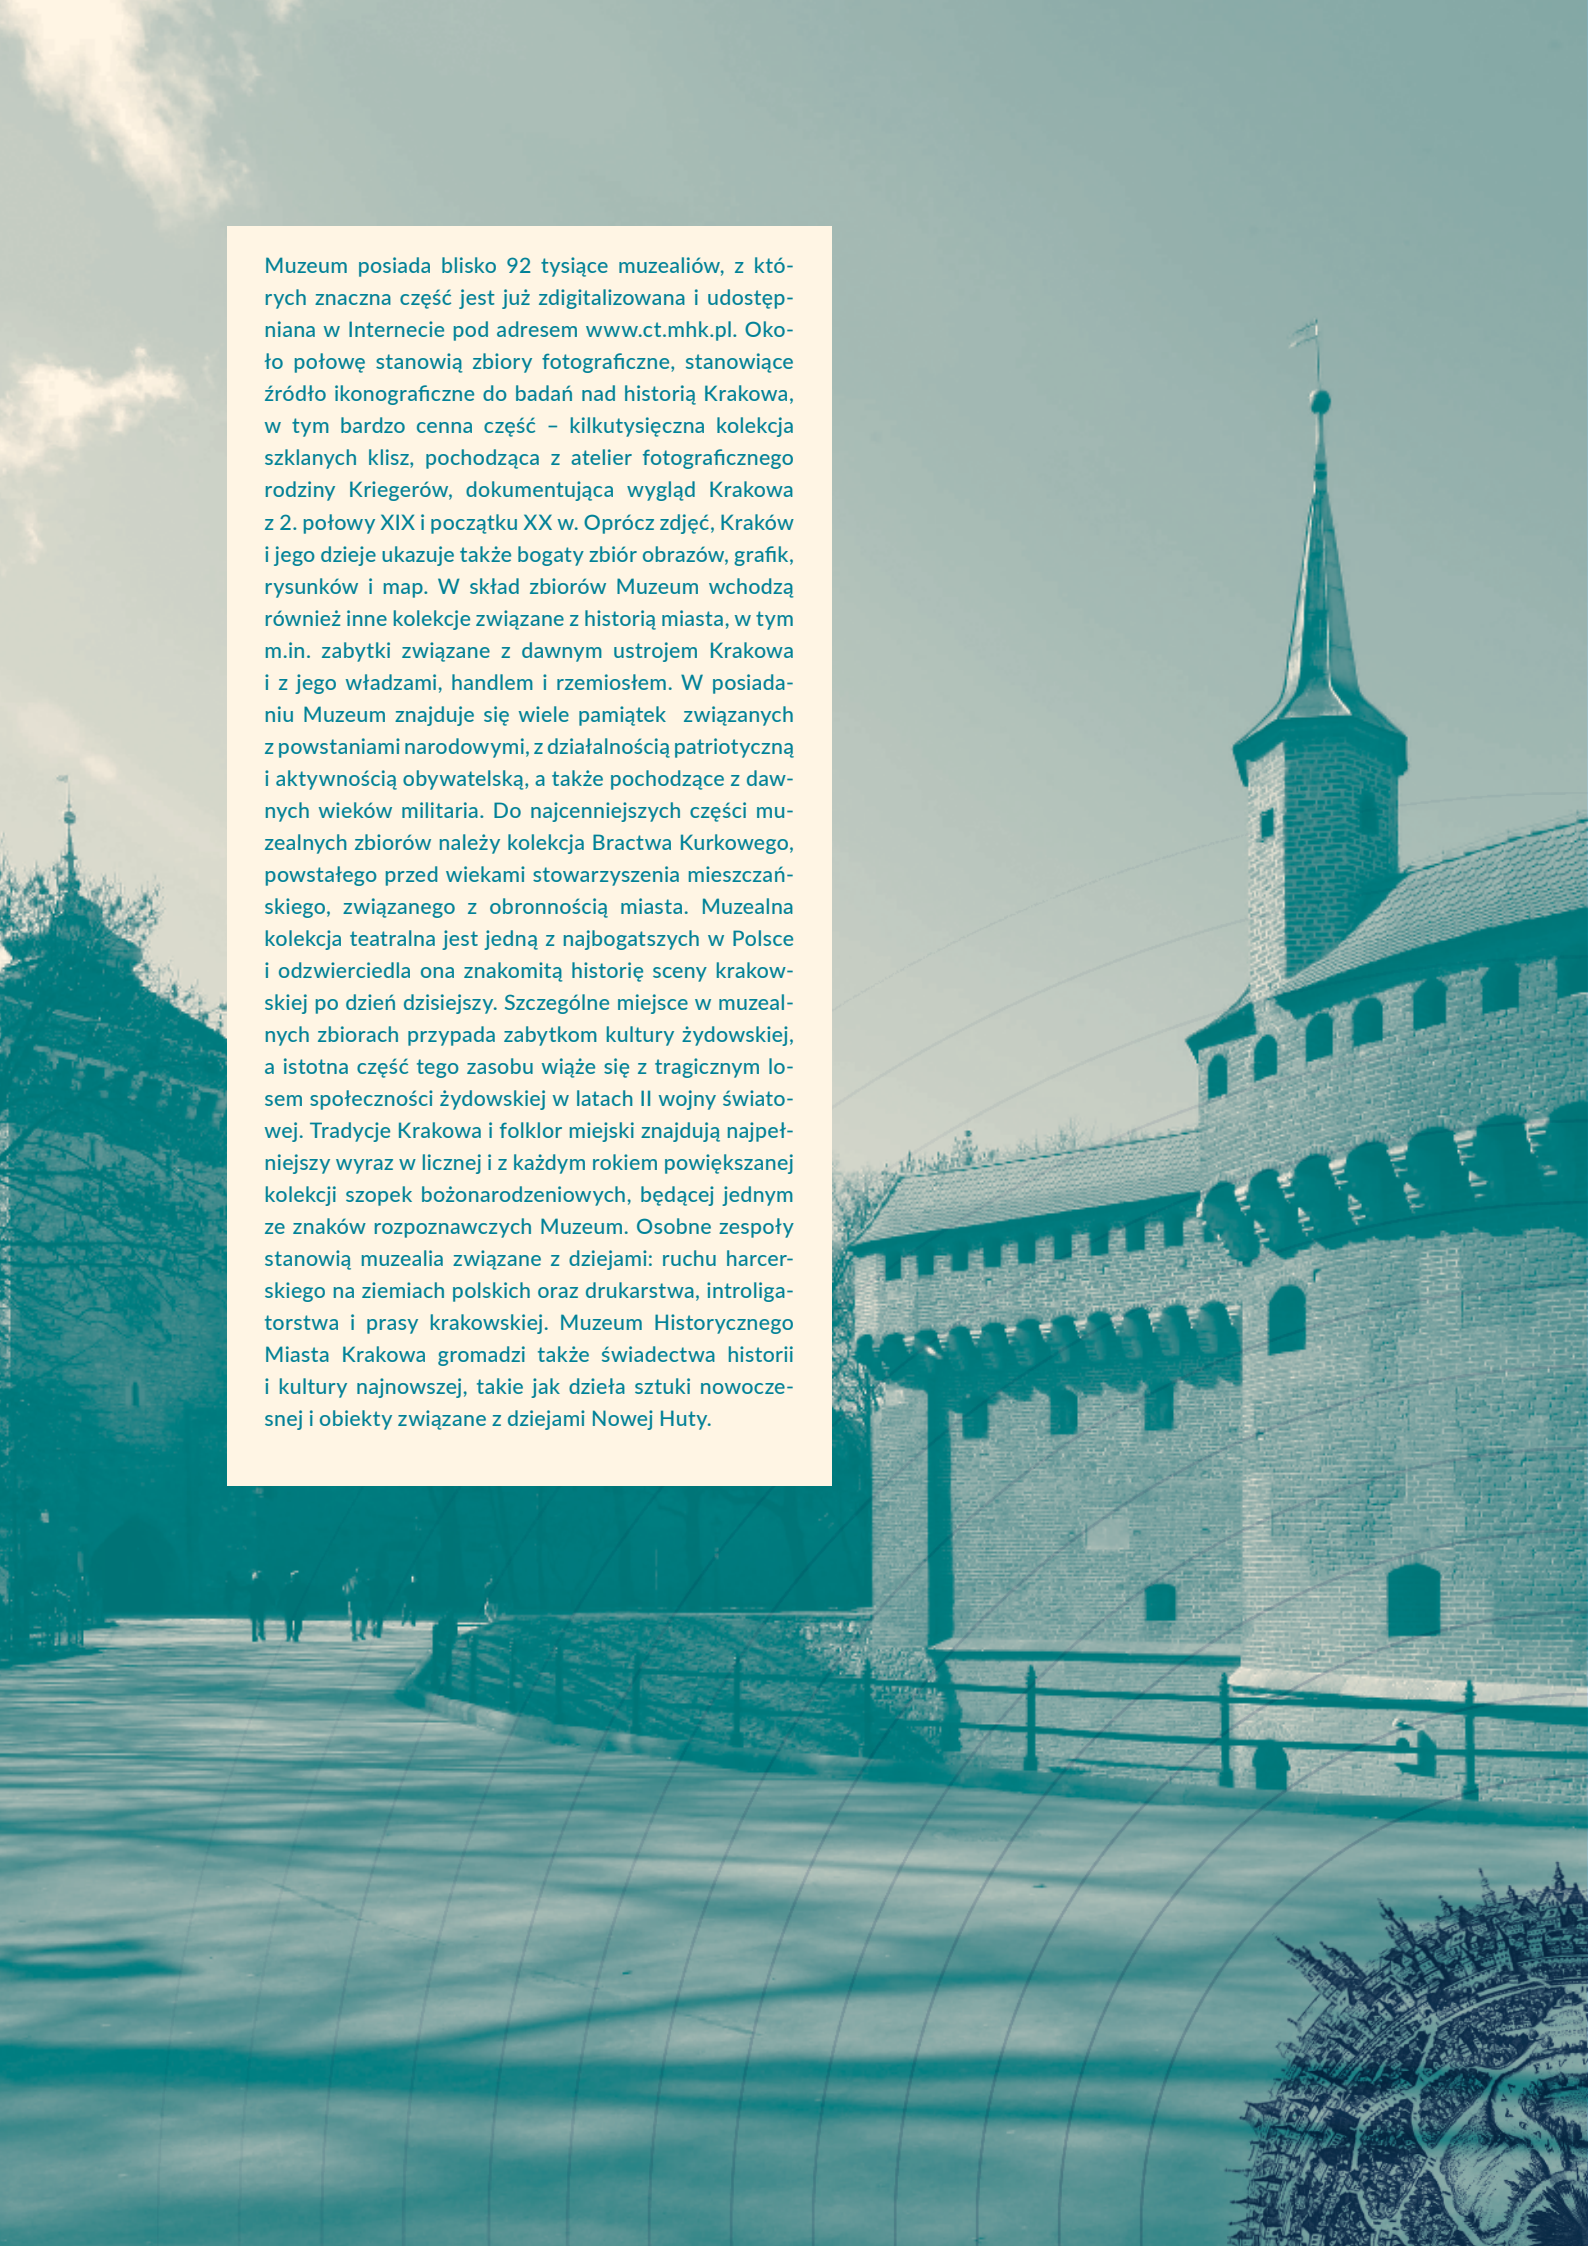 Muzeum posiada blisko 92 tysiące muzealiów, z któ-
rych znaczna część jest już zdigitalizowana i udostęp-
niana w Internecie pod adresem www.ct.mhk.pl. Oko-
ło połowę stanowią zbiory fotograficzne, stanowiące
źródło ikonograficzne do badań nad historią Krakowa,
w tym bardzo cenna część – kilkutysięczna kolekcja
szklanych klisz, pochodząca z atelier fotograficznego
rodziny Kriegerów, dokumentująca wygląd Krakowa
z 2. połowy XIX i początku XX w. Oprócz zdjęć, Kraków
i jego dzieje ukazuje także bogaty zbiór obrazów, grafik,
rysunków i map. W skład zbiorów Muzeum wchodzą
również inne kolekcje związane z historią miasta, w tym
m.in. zabytki związane z dawnym ustrojem Krakowa
i z jego władzami, handlem i rzemiosłem. W posiada-
niu Muzeum znajduje się wiele pamiątek związanych
z powstaniami narodowymi, z działalnością patriotyczną
i aktywnością obywatelską, a także pochodzące z daw-
nych wieków militaria. Do najcenniejszych części mu-
zealnych zbiorów należy kolekcja Bractwa Kurkowego,
powstałego przed wiekami stowarzyszenia mieszczań-
skiego, związanego z obronnością miasta. Muzealna
kolekcja teatralna jest jedną z najbogatszych w Polsce
i odzwierciedla ona znakomitą historię sceny krakow-
skiej po dzień dzisiejszy. Szczególne miejsce w muzeal-
nych zbiorach przypada zabytkom kultury żydowskiej,
a istotna część tego zasobu wiąże się z tragicznym lo-
sem społeczności żydowskiej w latach II wojny świato-
wej. Tradycje Krakowa i folklor miejski znajdują najpeł-
niejszy wyraz w licznej i z każdym rokiem powiększanej
kolekcji szopek bożonarodzeniowych, będącej jednym
ze znaków rozpoznawczych Muzeum. Osobne zespoły
stanowią muzealia związane z dziejami: ruchu harcer-
skiego na ziemiach polskich oraz drukarstwa, introliga-
torstwa i prasy krakowskiej. Muzeum Historycznego
Miasta Krakowa gromadzi także świadectwa historii
i kultury najnowszej, takie jak dzieła sztuki nowocze-
snej i obiekty związane z dziejami Nowej Huty.